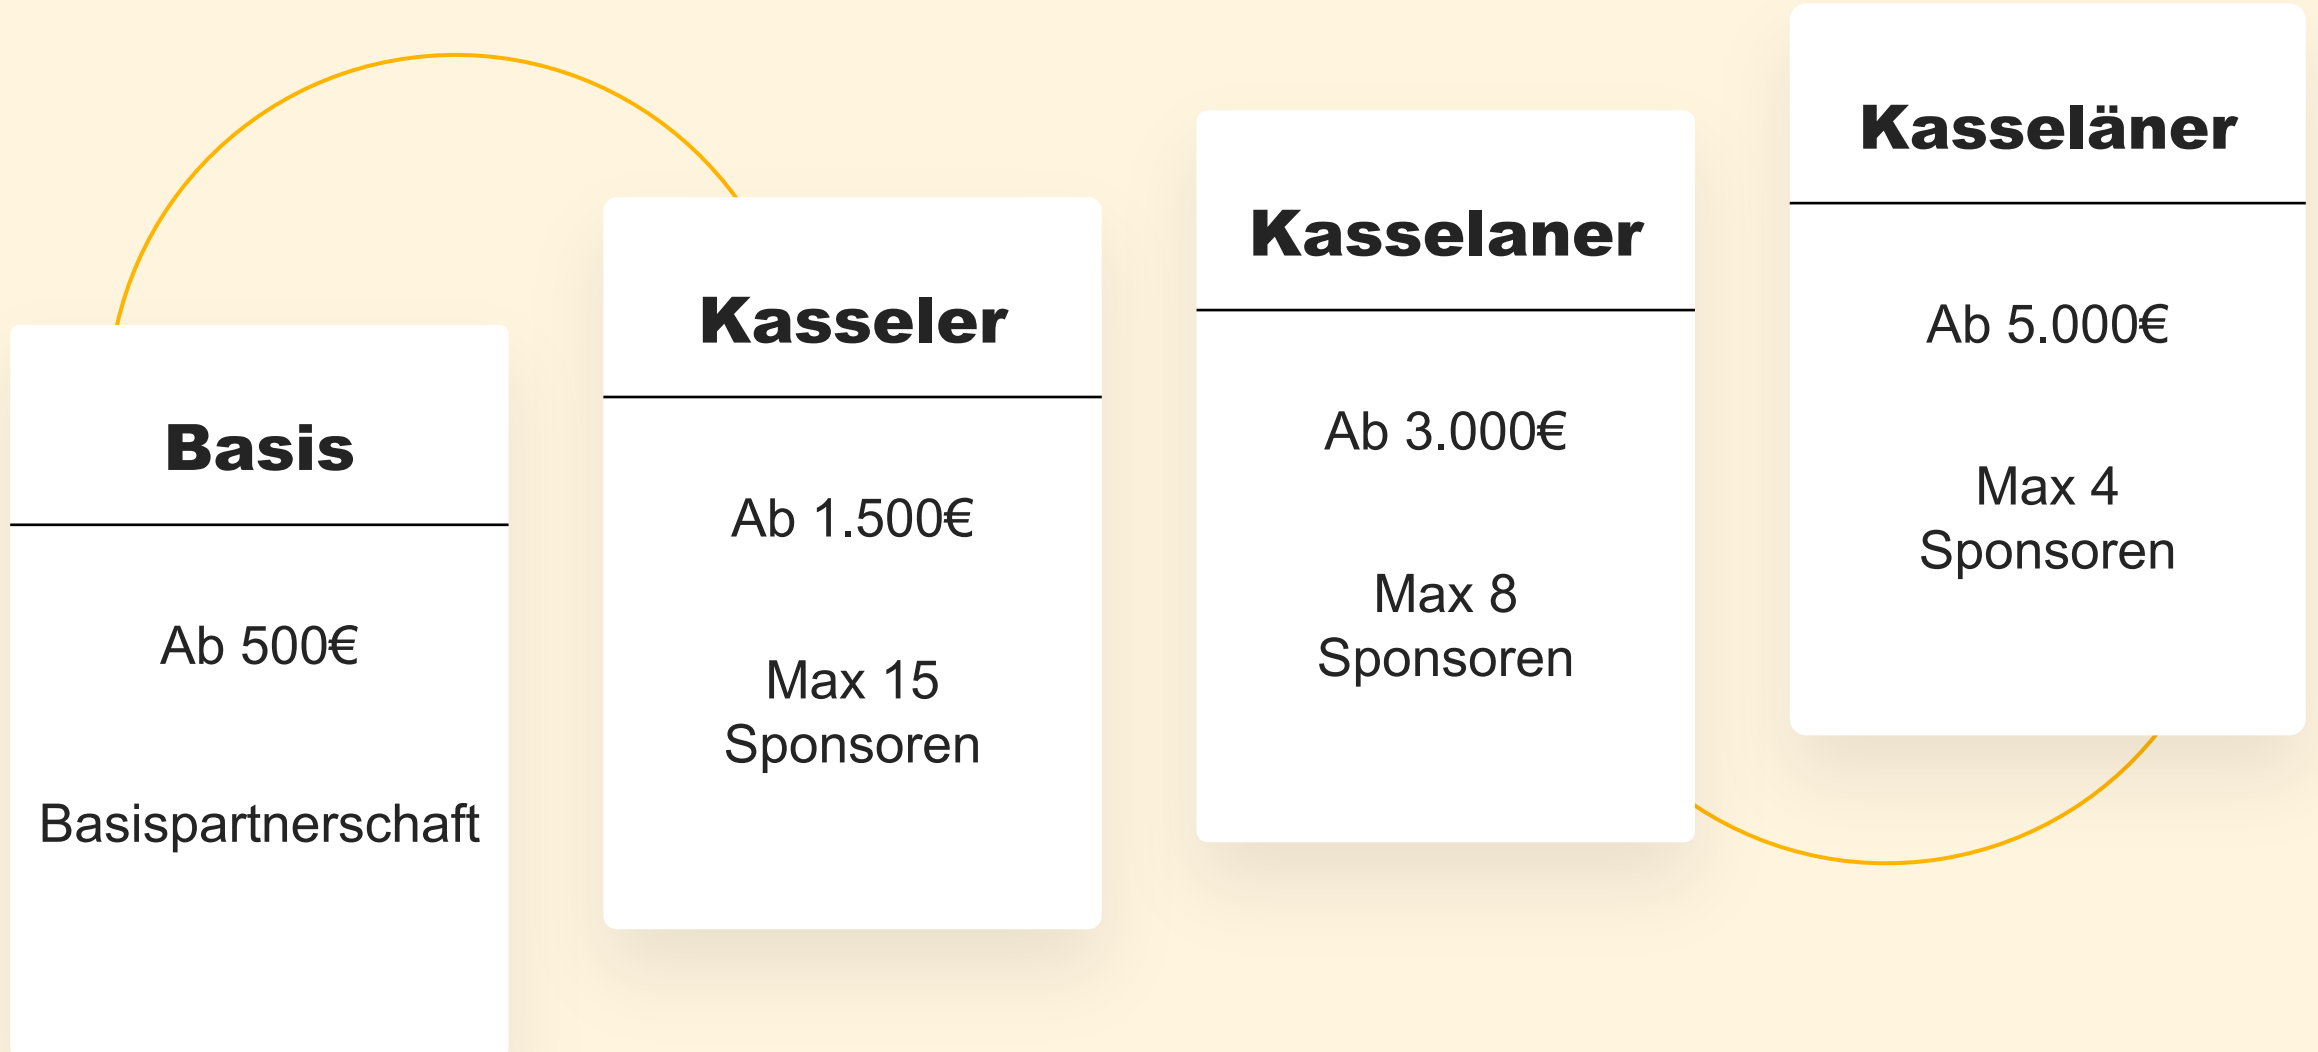 Basis
Ab 500€
Basispartnerschaft
Kasseler
Ab 1.500€
Max 15
Sponsoren
Kasselaner
Ab 3.000€
Max 8
Sponsoren
Kasseläner
Ab 5.000€
Max 4
Sponsoren